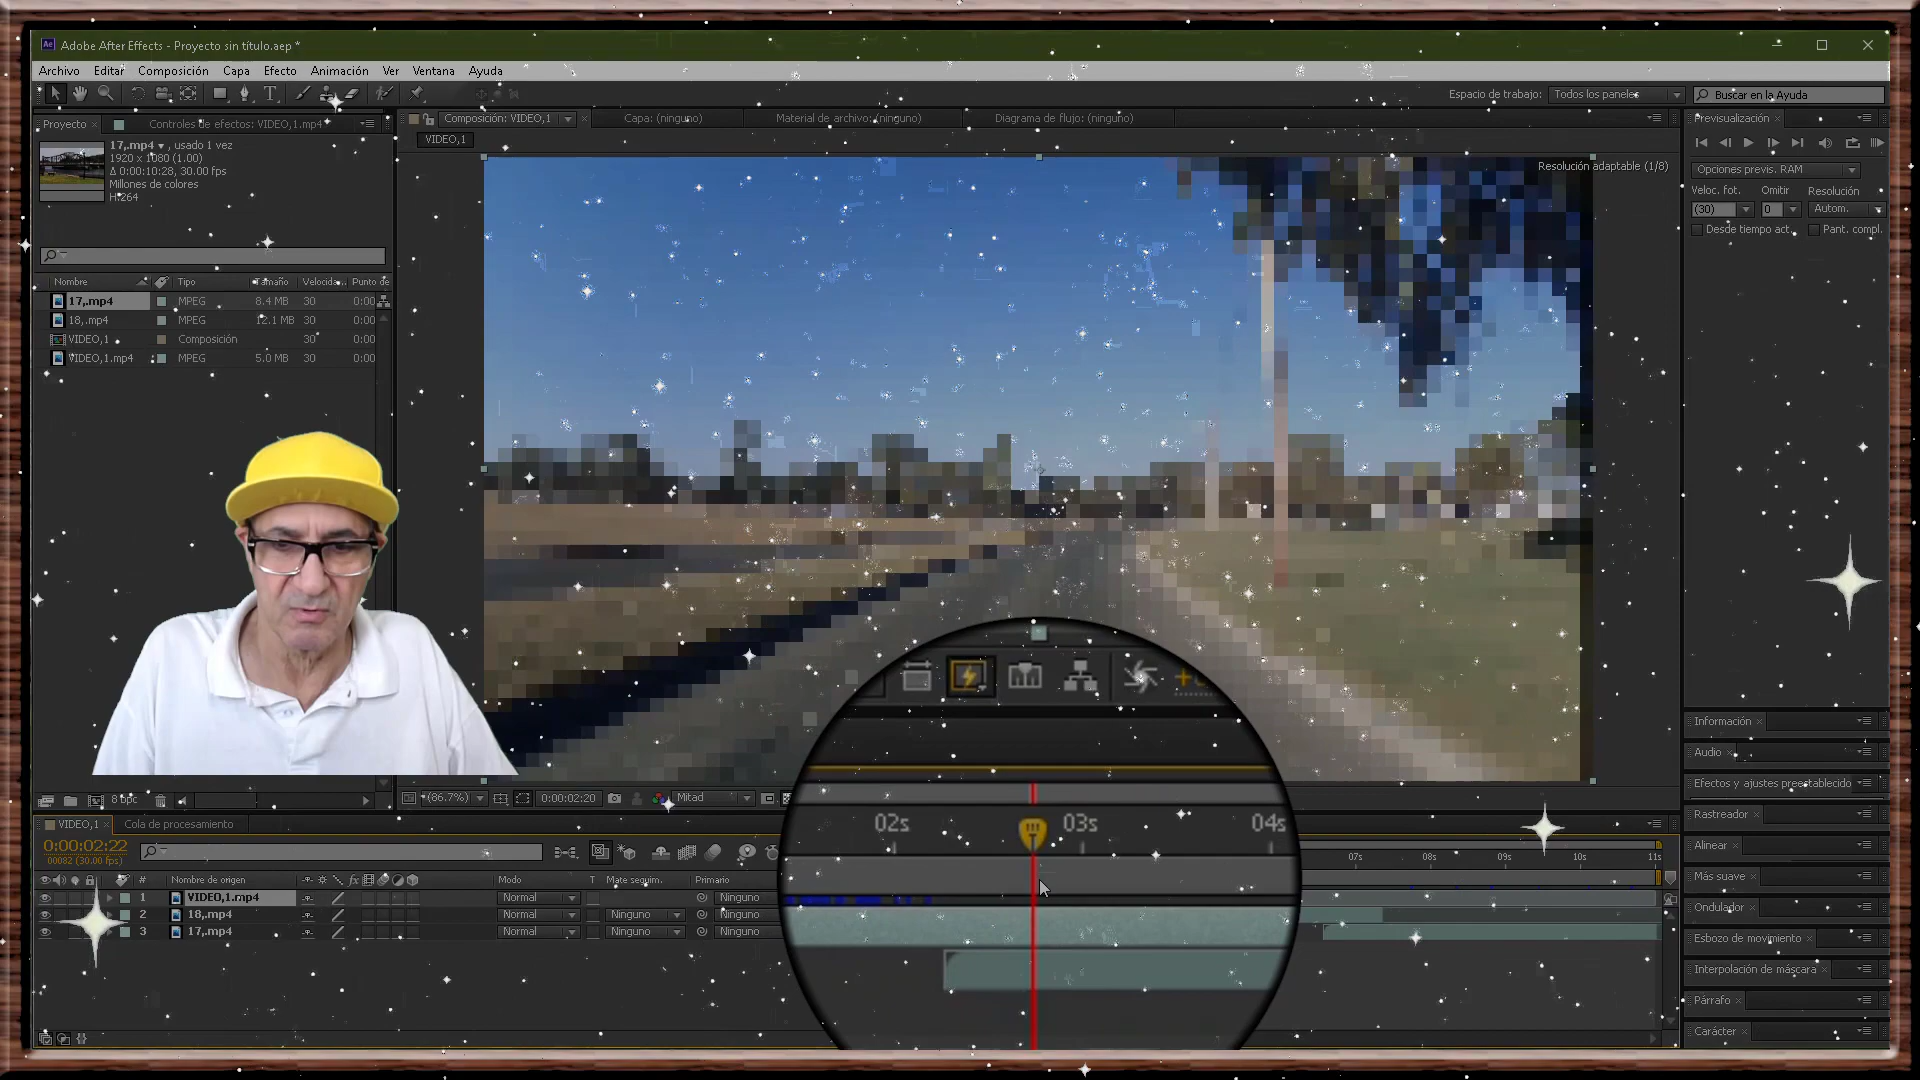 Adobe After Effects - Proyecto sin título.aep *
Archivo Editar Composición Capa Efecto Animación Ver Ventana Ayuda
Espacio de trabajo: Todos los paneles Buscar en la Ayuda
Proyecto Controles de efectos: VIDEO,1.mp4
Composición: VIDEO,1 Capa: (ninguno) Material de archivo: (ninguno) Diagrama de flujo: (ninguno)
Previsualización
VIDEO,1
17,.mp4 , usado 1 vez
1920 x 1080 (1.00)
Δ 0:00:10:28, 30.00 fps
Millones de colores
H.264
Resolución adaptable (1/8)
Opciones previs. RAM
Veloc. fot. Omitir Resolución
(30) 0 Autom.
Desde tiempo act. Pant. compl.
Nombre Tipo Tamaño Velocida... Punto de
17,.mp4 MPEG 8.4 MB 30 0:00
18,.mp4 MPEG 12.1 MB 30 0:00
VIDEO,1 Composición 30 0:00
VIDEO,1.mp4 MPEG 5.0 MB 30 0:00
Información
Audio
Efectos y ajustes preestablecido
Rastreador
Alinear
Más suave
Ondulador
Esbozo de movimiento
Interpolación de máscara
Párrafo
Carácter
8 bpc
(86.7%) 0:00:02:20 Mitad
VIDEO,1 Cola de procesamiento
0:00:02:22
00082 (30.00 fps)
02s 03s 04s
07s 08s 09s 10s 11s
# Nombre de origen fx Modo T Mate seguim. Primario
1 VIDEO,1.mp4 Normal Ninguno
2 18,.mp4 Normal Ninguno Ninguno
3 17,.mp4 Normal Ninguno Ninguno